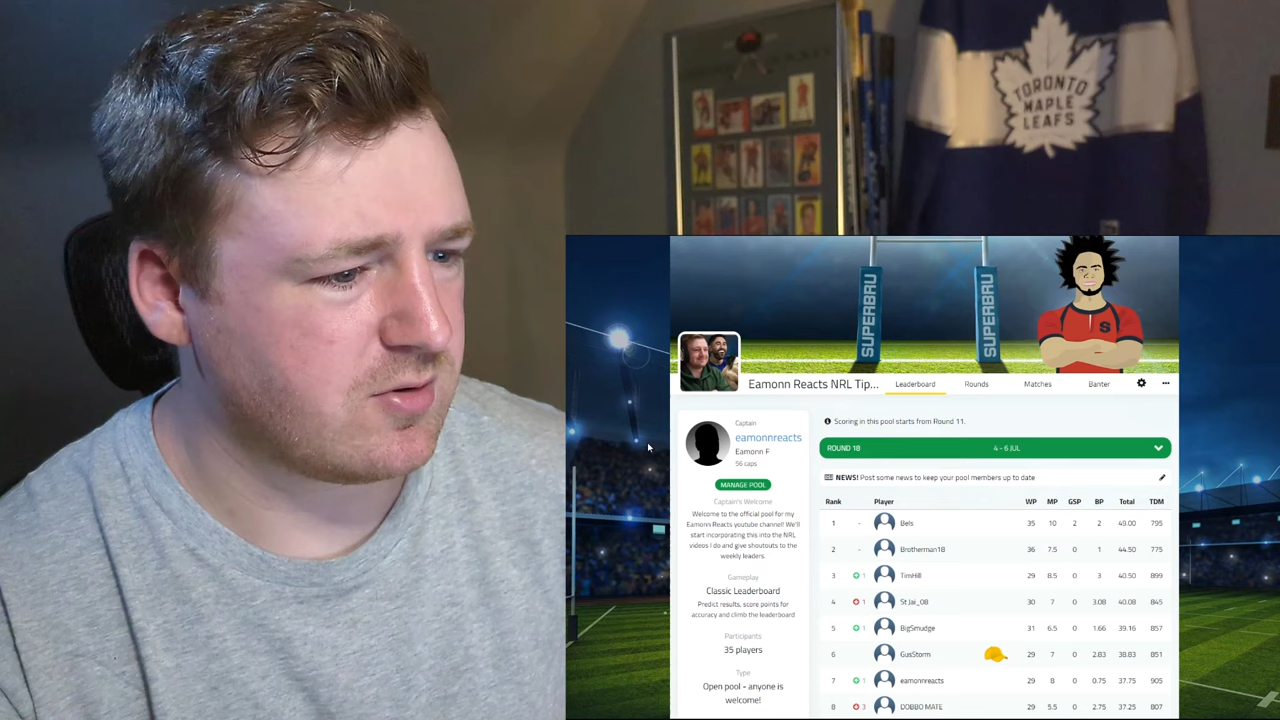 TORONTO
MAPLE
LEAFS
SUPERBRU
SUPERBRU
S
Eamonn Reacts NRL Tip...
Leaderboard
Rounds
Matches
Banter
Captain
eamonnreacts
Eamonn F
56 caps
MANAGE POOL
Captain's Welcome
Welcome to the official pool for my
Eamonn Reacts youtube channel! We'll
start incorporating this into the NRL
videos I do and give shoutouts to the
weekly leaders.
Gameplay
Classic Leaderboard
Predict results, score points for
accuracy and climb the leaderboard
Participants
35 players
Type
Open pool - anyone is
welcome!
Scoring in this pool starts from Round 11.
ROUND 18 4 - 6 JUL
NEWS! Post some news to keep your pool members up to date
Rank Player WP MP GSP BP Total TDM
1 - Bels 35 10 2 2 49.00 795
2 - Brotherman18 36 7.5 0 1 44.50 775
3 1 TimHill 29 8.5 0 3 40.50 899
4 1 St Jai_08 30 7 0 3.08 40.08 845
5 1 BigSmudge 31 6.5 0 1.66 39.16 857
6 GusStorm 29 7 0 2.83 38.83 851
7 1 eamonnreacts 29 8 0 0.75 37.75 905
8 3 DOBBO MATE 29 5.5 0 2.75 37.25 807